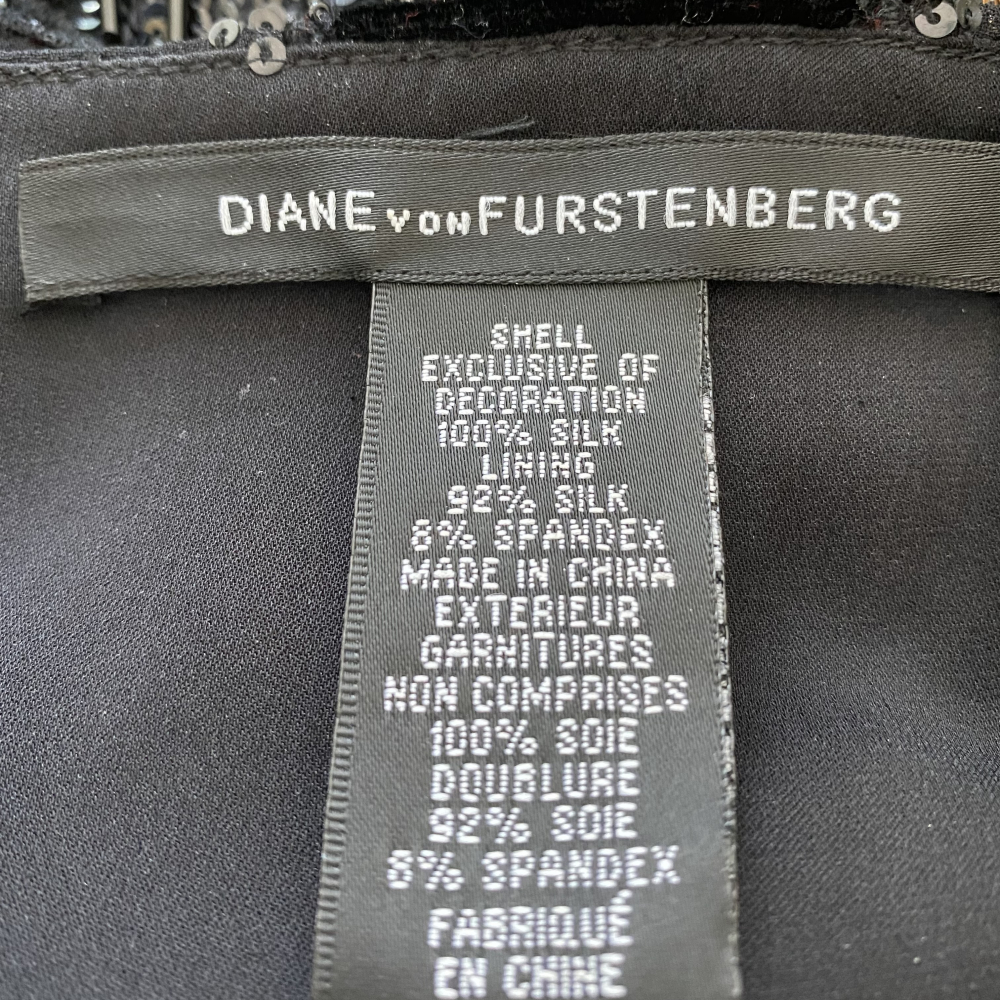 DIANE VON FURSTENBERG
SHELL
EXCLUSIVE OF
DECORATION
100% SILK
LINING
92% SILK
8% SPANDEX
MADE IN CHINA
EXTERIEUR
GARNITURES
NON COMPRISES
100% SOIE
DOUBLURE
92% SOIE
8% SPANDEX
FABRIQUÉ
EN CHINE